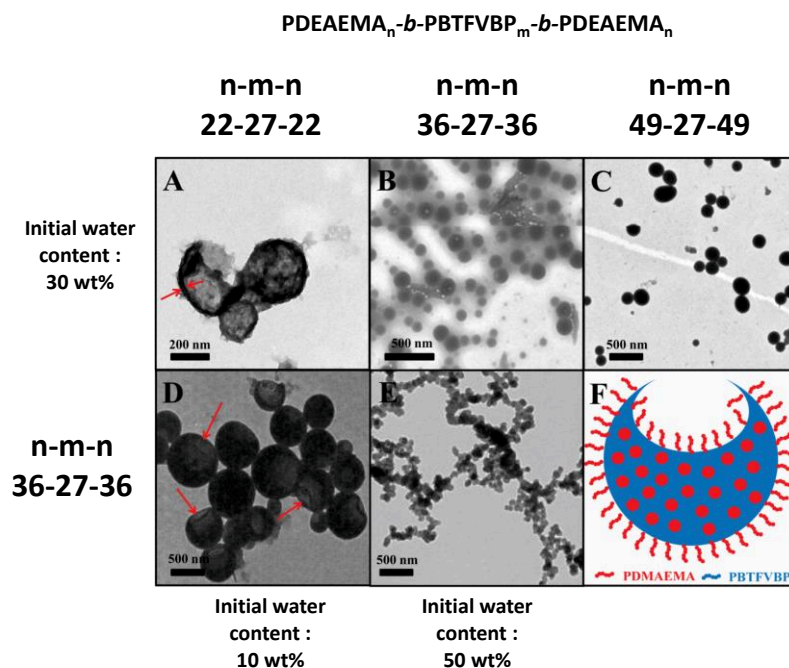 PDEAEMAn-b-PBTFVBPm-b-PDEAEMAn
n-m-n
22-27-22
n-m-n
36-27-36
n-m-n
49-27-49
Initial water
content :
30 wt%
A
200 nm
B
500 nm
C
500 nm
n-m-n
36-27-36
D
500 nm
E
500 nm
F
PDMAEMA
PBTFVBP
Initial water
content :
10 wt%
Initial water
content :
50 wt%